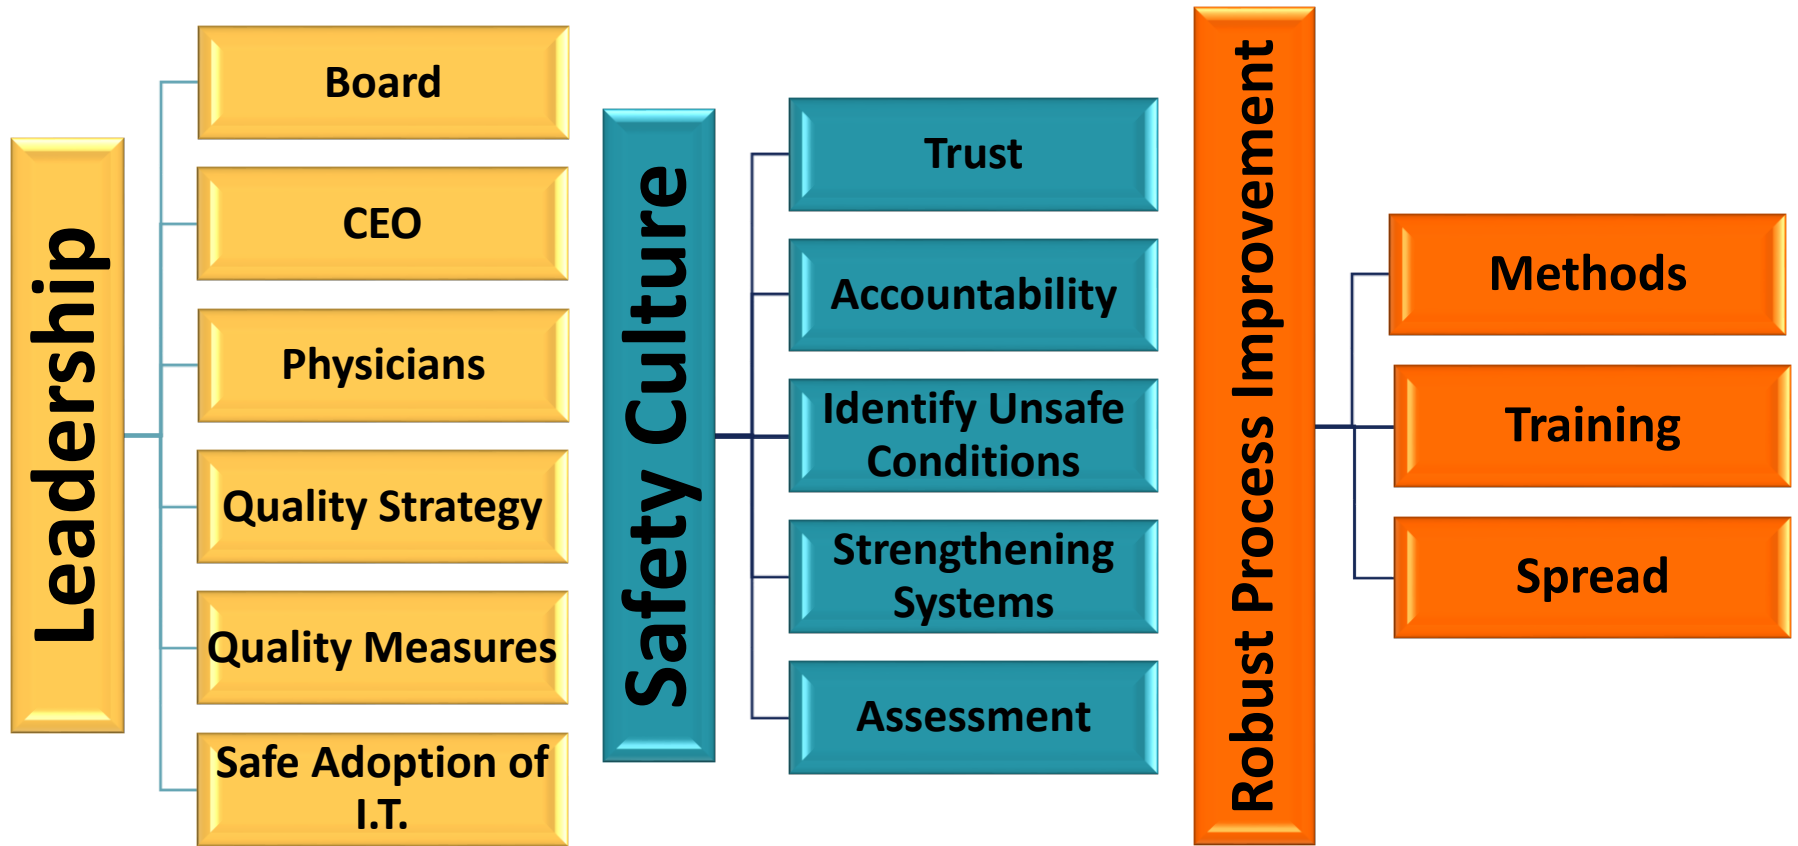 Leadership
Board
CEO
Physicians
Quality Strategy
Quality Measures
Safe Adoption of
I.T.
Safety Culture
Trust
Accountability
Identify Unsafe
Conditions
Strengthening
Systems
Assessment
Robust Process Improvement
Methods
Training
Spread